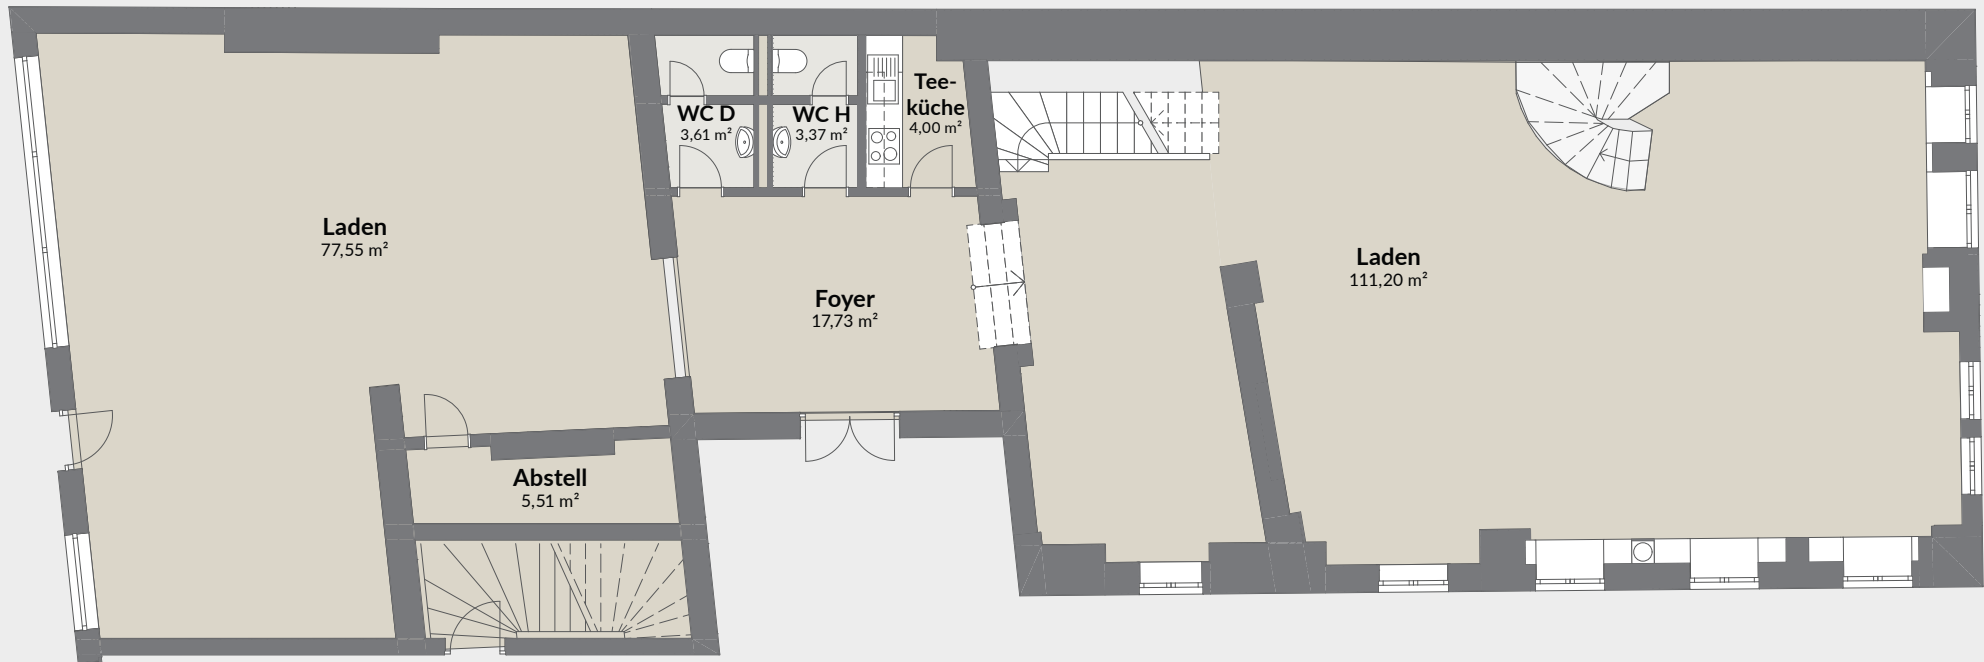 WC D
3,61 m²
WC H
3,37 m²
Tee-
küche
4,00 m²
Laden
77,55 m²
Foyer
17,73 m²
Laden
111,20 m²
Abstell
5,51 m²